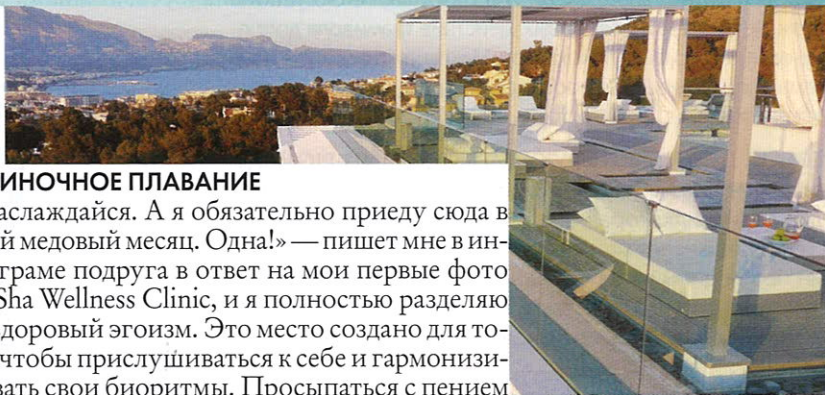 ИНОЧНОЕ ПЛАВАНИЕ
аслаждайся. А я обязательно приеду сюда в
й медовый месяц. Одна!» — пишет мне в ин-
граме подруга в ответ на мои первые фото
Sha Wellness Clinic, и я полностью разделяю
здоровый эгоизм. Это место создано для то-
чтобы прислушиваться к себе и гармонизи-
вать свои биоритмы. Просыпаться с пением